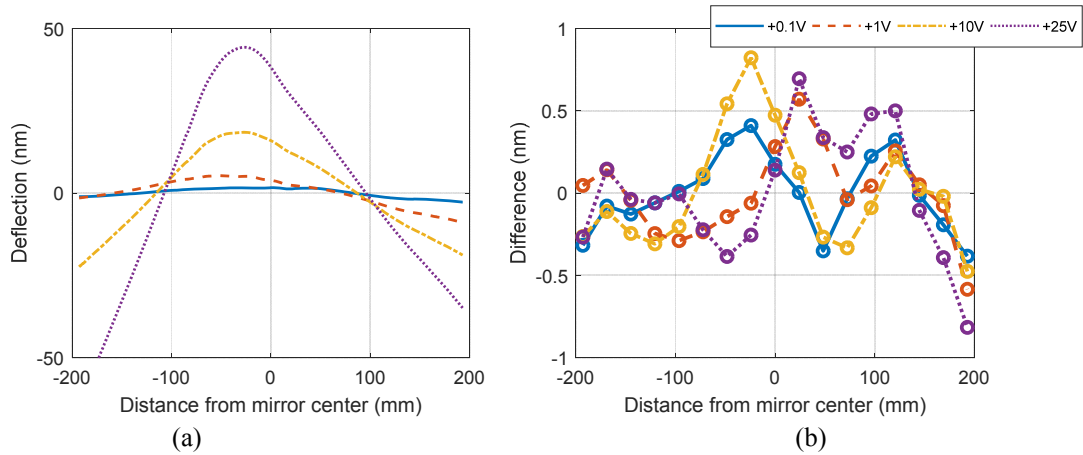 +0.1V +1V +10V +25V
50
0
-50
Deflection (nm)
-200 -100 0 100 200
Distance from mirror center (mm)
(a)
1
0.5
0
-0.5
-1
Difference (nm)
-200 -100 0 100 200
Distance from mirror center (mm)
(b)